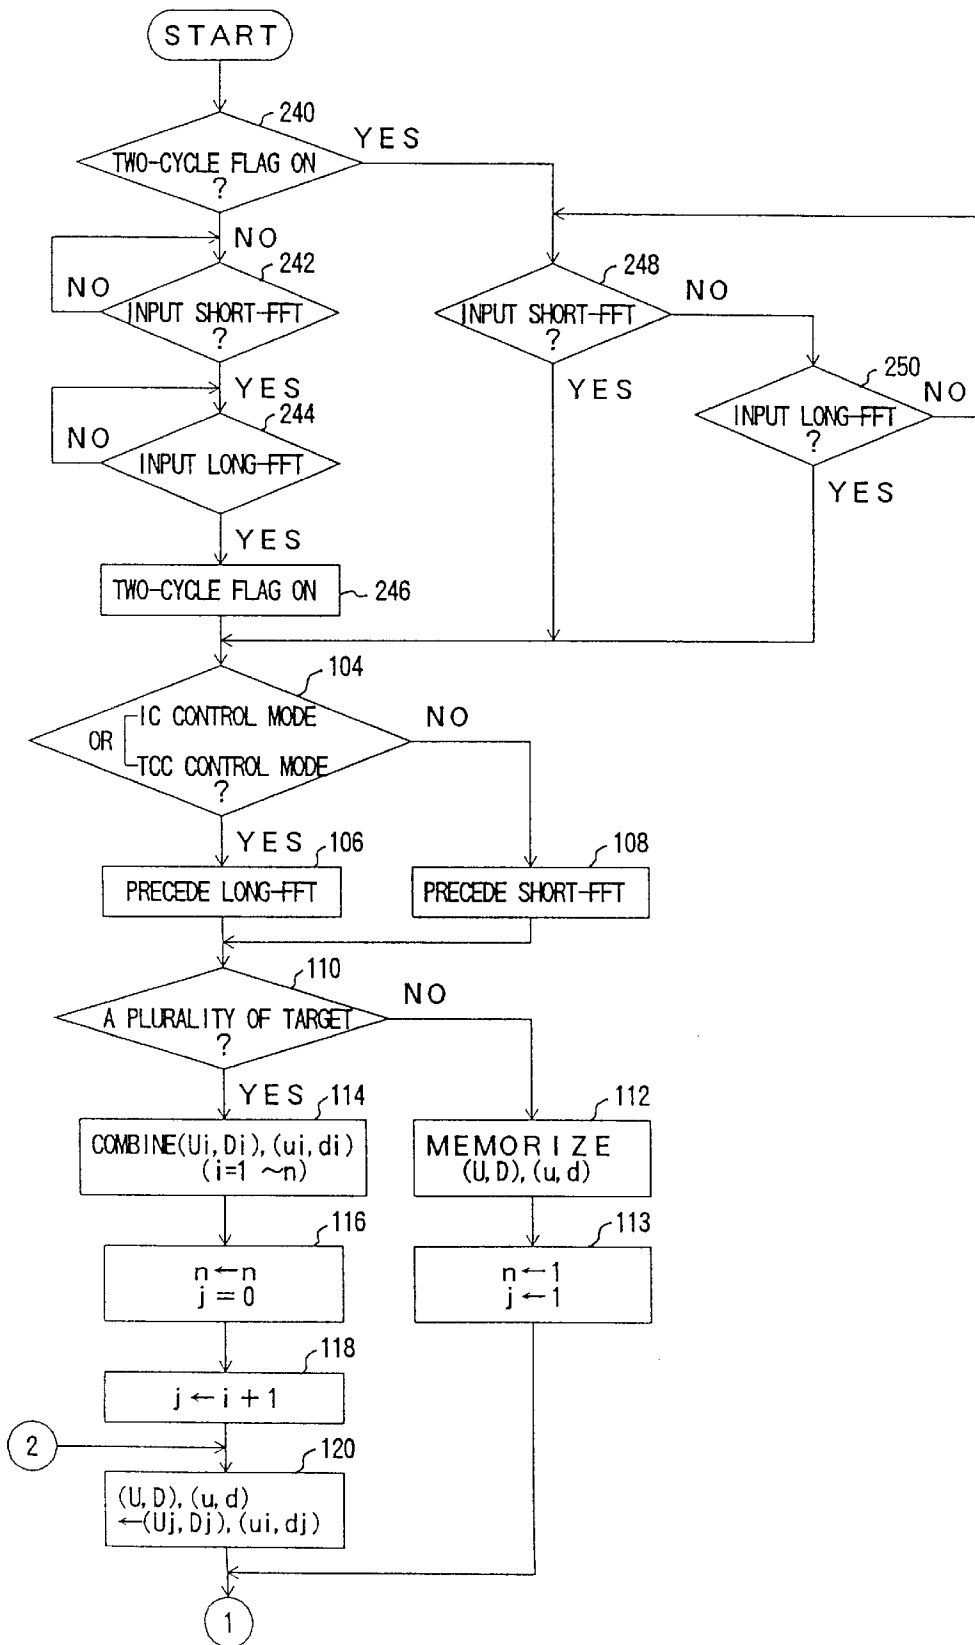 START
240
TWO-CYCLE FLAG ON
?
YES
NO
242
NO
INPUT SHORT-FFT
?
248
NO
INPUT SHORT-FFT
?
YES
244
NO
INPUT LONG-FFT
YES
250
NO
INPUT LONG-FFT
?
YES
YES
TWO-CYCLE FLAG ON
246
104
IC CONTROL MODE
OR
TCC CONTROL MODE
?
NO
YES
106
PRECEDE LONG-FFT
108
PRECEDE SHORT-FFT
110
A PLURALITY OF TARGET
?
NO
YES
114
COMBINE(Ui,Di),(ui,di)
(i=1 ~n)
112
MEMORIZE
(U,D),(u,d)
116
n←n
j=0
113
n←1
j←1
118
j←i+1
2
120
(U,D),(u,d)
←(Uj,Dj),(ui,dj)
1